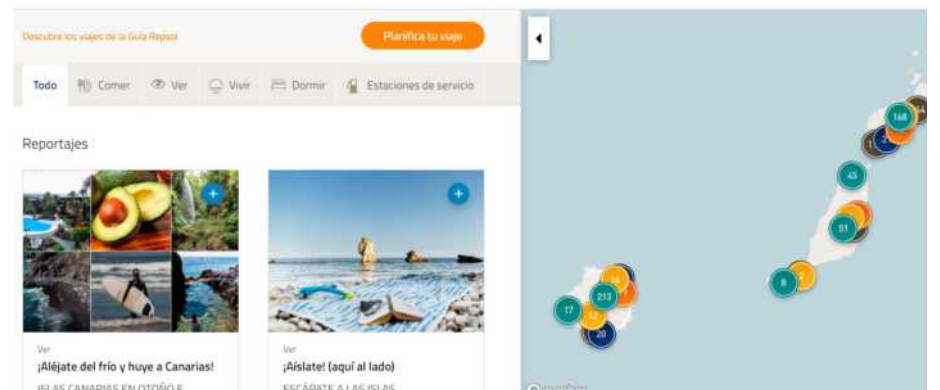 Descubre los viajes de la Guía Repsol
Planifica tu viaje
Todo
Comer
Ver
Vivir
Dormir
Estaciones de servicio
Reportajes
Ver
¡Aléjate del frío y huye a Canarias!
ISLAS CANARIAS EN OTOÑO E
Ver
¡Aíslate! (aquí al lado)
ESCÁPATE A LAS ISLAS
168
45
51
8
2
213
17
12
20